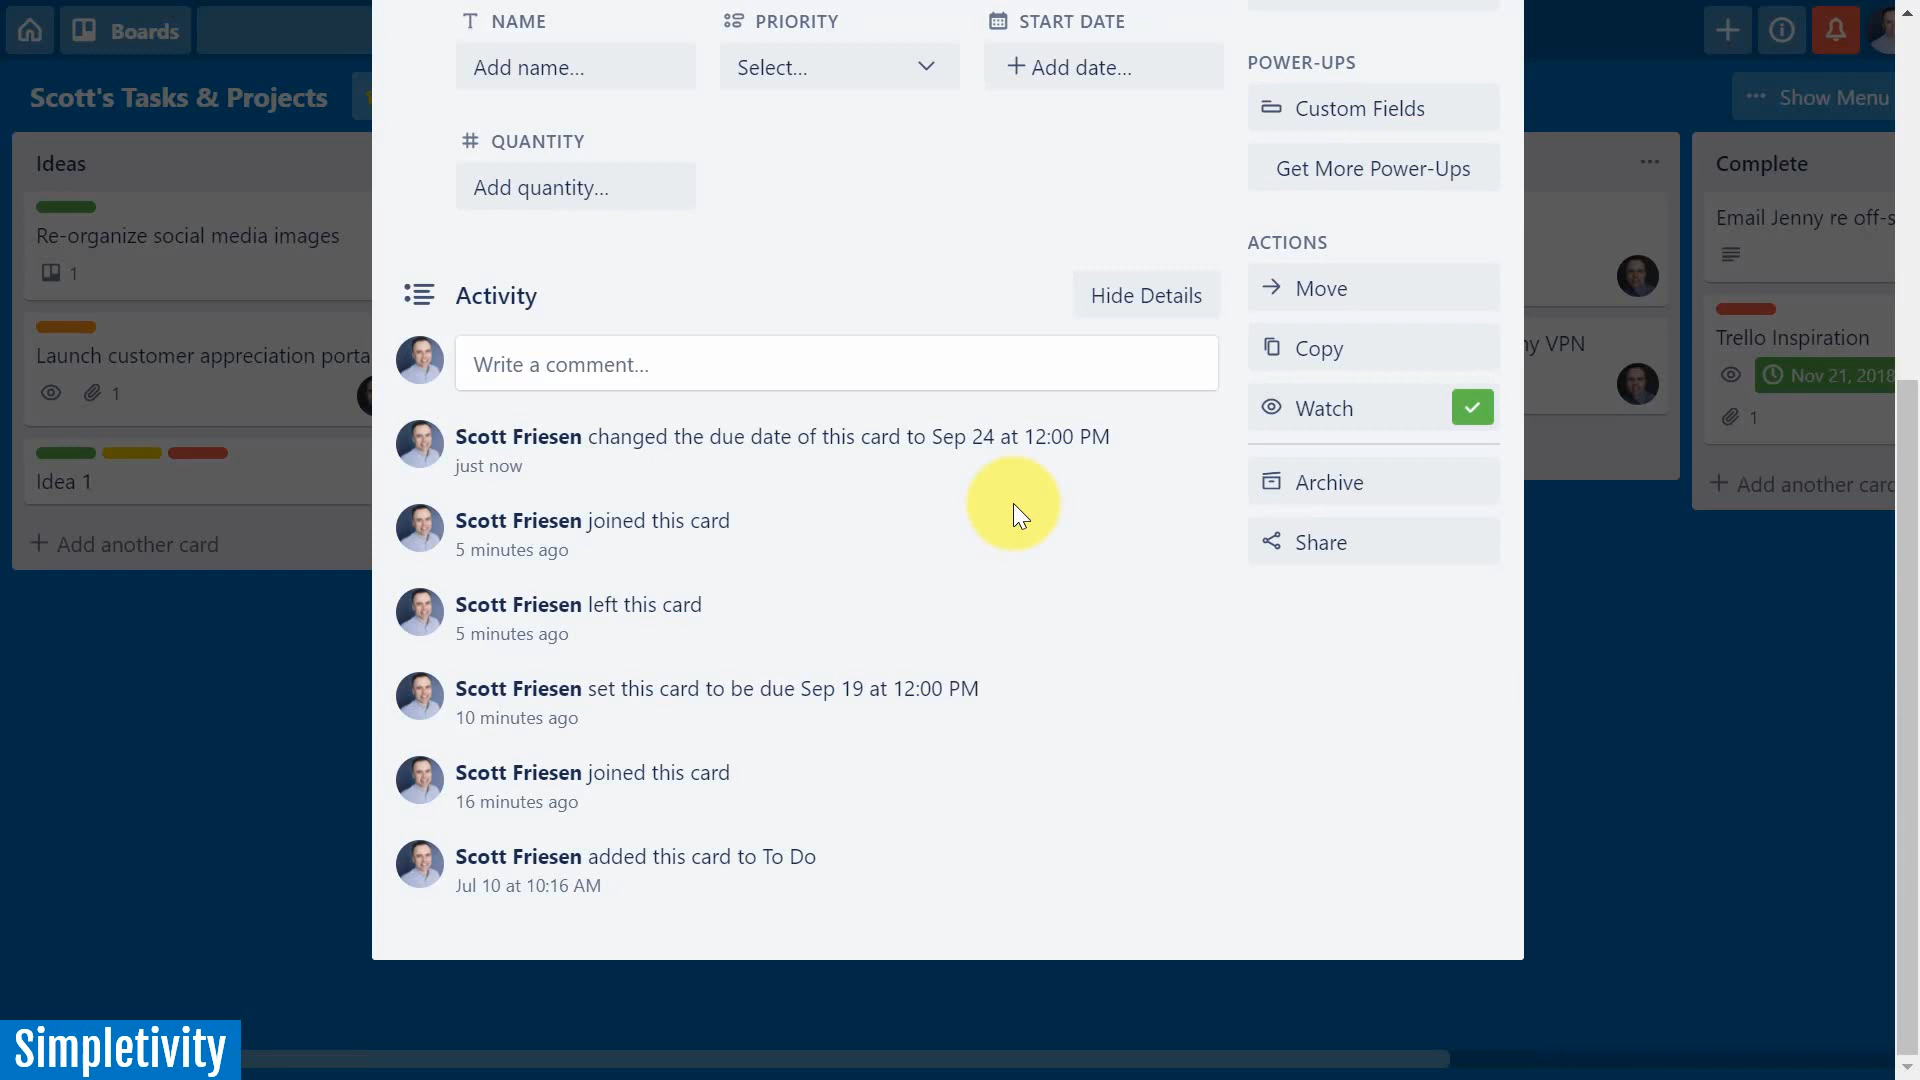 Boards
Scott's Tasks & Projects
Show Menu
Ideas
Re-organize social media images
1
Launch customer appreciation porta
1
Idea 1
+ Add another card
NAME
Add name…
PRIORITY
Select…
START DATE
+ Add date…
QUANTITY
Add quantity…
Activity
Hide Details
Write a comment…
Scott Friesen changed the due date of this card to Sep 24 at 12:00 PM
just now
Scott Friesen joined this card
5 minutes ago
Scott Friesen left this card
5 minutes ago
Scott Friesen set this card to be due Sep 19 at 12:00 PM
10 minutes ago
Scott Friesen joined this card
16 minutes ago
Scott Friesen added this card to To Do
Jul 10 at 10:16 AM
POWER-UPS
Custom Fields
Get More Power-Ups
ACTIONS
Move
Copy
Watch
Archive
Share
VPN
Complete
Email Jenny re off-s
Trello Inspiration
Nov 21, 2018
1
+ Add another card
Simpletivity